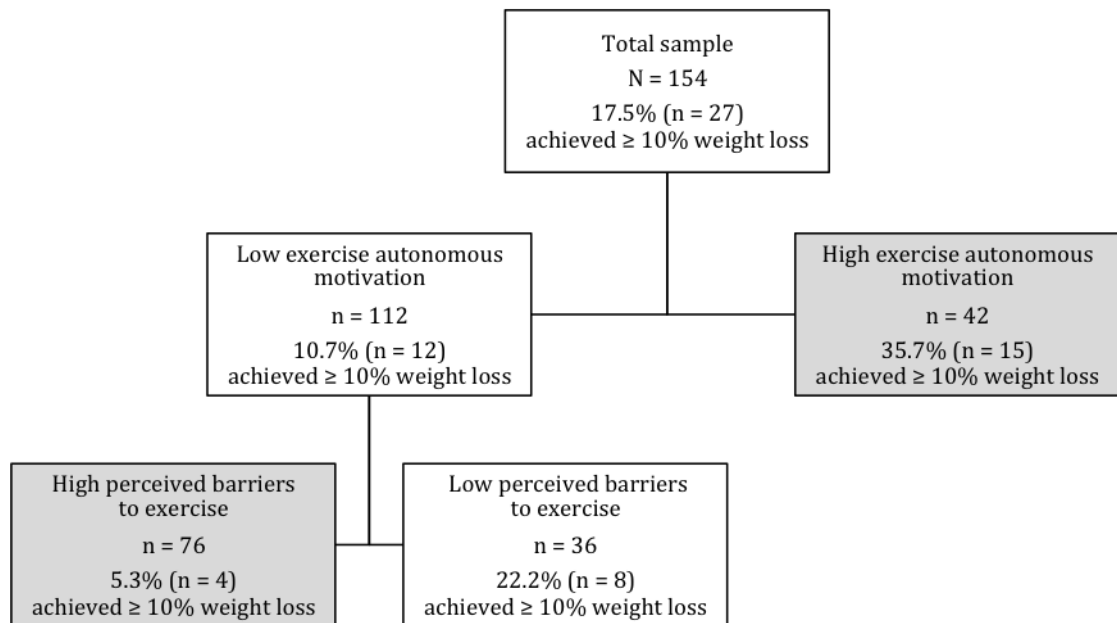 Total sample
N = 154
17.5% (n = 27)
achieved ≥ 10% weight loss
Low exercise autonomous
motivation
n = 112
10.7% (n = 12)
achieved ≥ 10% weight loss
High exercise autonomous
motivation
n = 42
35.7% (n = 15)
achieved ≥ 10% weight loss
High perceived barriers
to exercise
n = 76
5.3% (n = 4)
achieved ≥ 10% weight loss
Low perceived barriers
to exercise
n = 36
22.2% (n = 8)
achieved ≥ 10% weight loss